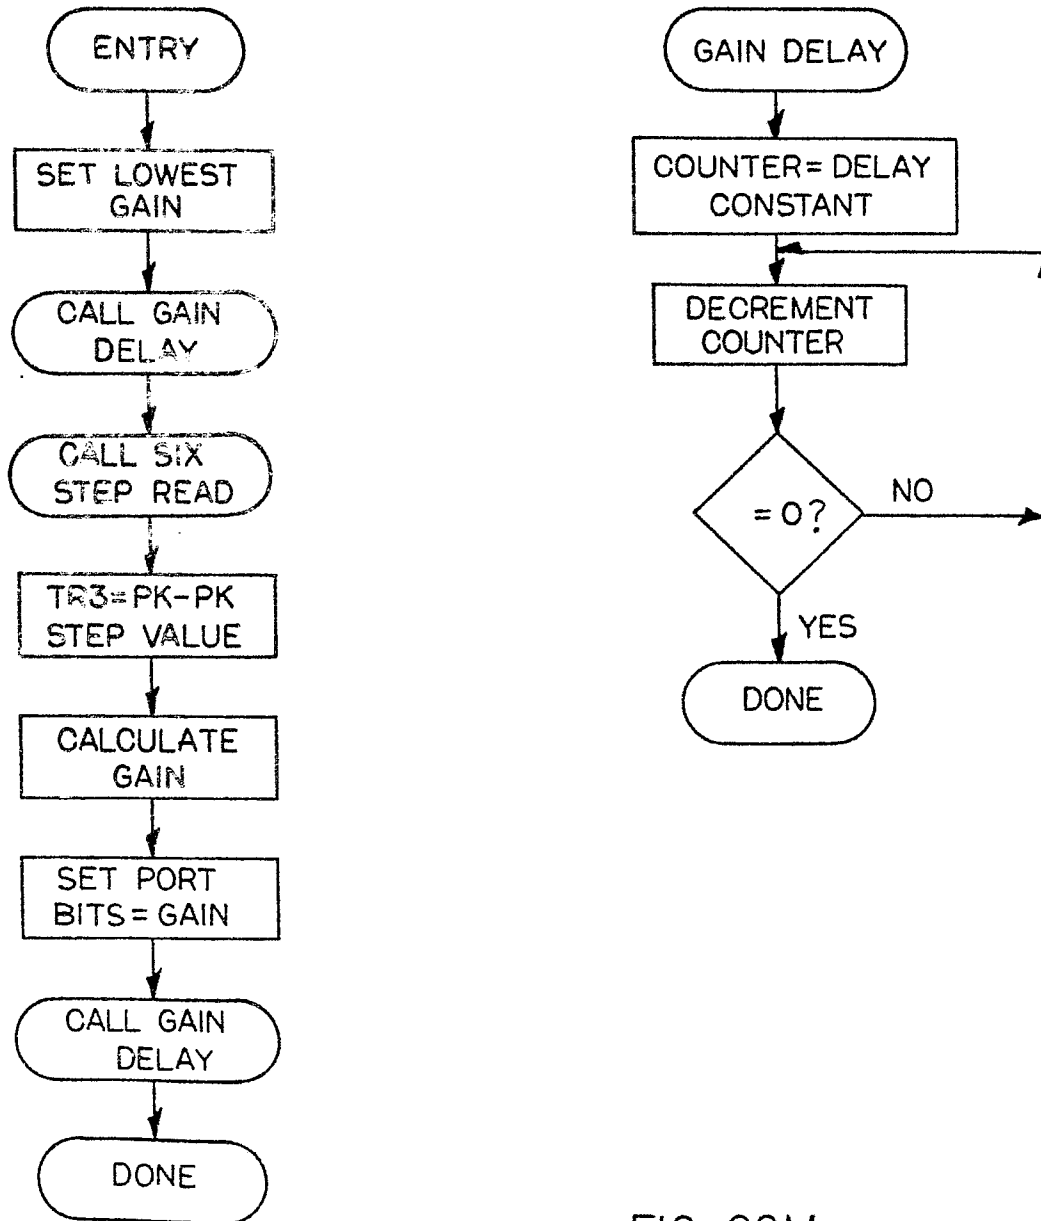 ENTRY
SET LOWEST
GAIN
CALL GAIN
DELAY
CALL SIX
STEP READ
TR3=PK-PK
STEP VALUE
CALCULATE
GAIN
SET PORT
BITS=GAIN
CALL GAIN
DELAY
DONE
GAIN DELAY
COUNTER=DELAY
CONSTANT
DECREMENT
COUNTER
=0?
NO
YES
DONE